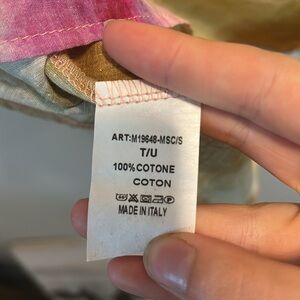 ART:M19648-MSC/S
T/U
100%COTONE
COTON
MADE IN ITALY